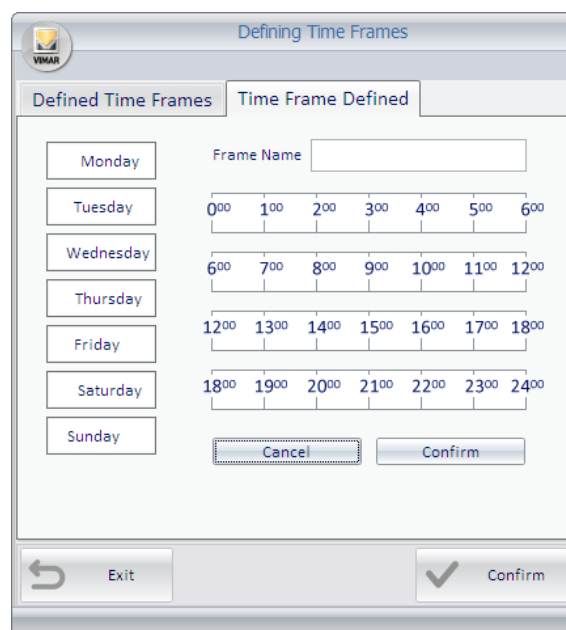 Defining Time Frames
VIMAR
Defined Time Frames Time Frame Defined
Monday
Tuesday
Wednesday
Thursday
Friday
Saturday
Sunday
Frame Name
000 100 200 300 400 500 600
600 700 800 900 1000 1100 1200
1200 1300 1400 1500 1600 1700 1800
1800 1900 2000 2100 2200 2300 2400
Cancel Confirm
Exit Confirm